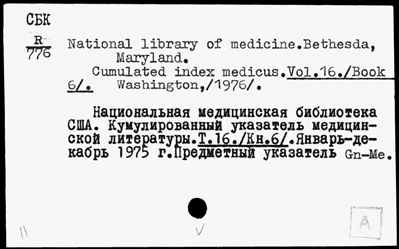 СБК
R
776
National library of medicine.Bethesda,
Maryland.
Cumulated index medicus.Vol.16./Book
6/. Washington,/1976/.
Национальная медицинская библиотека
США. Кумулированный указатель медицин-
ской литературы.Т.16./Кн.6/.Январь-де-
кабрь 1975 г.Предметный указатель Gn-Me.
A